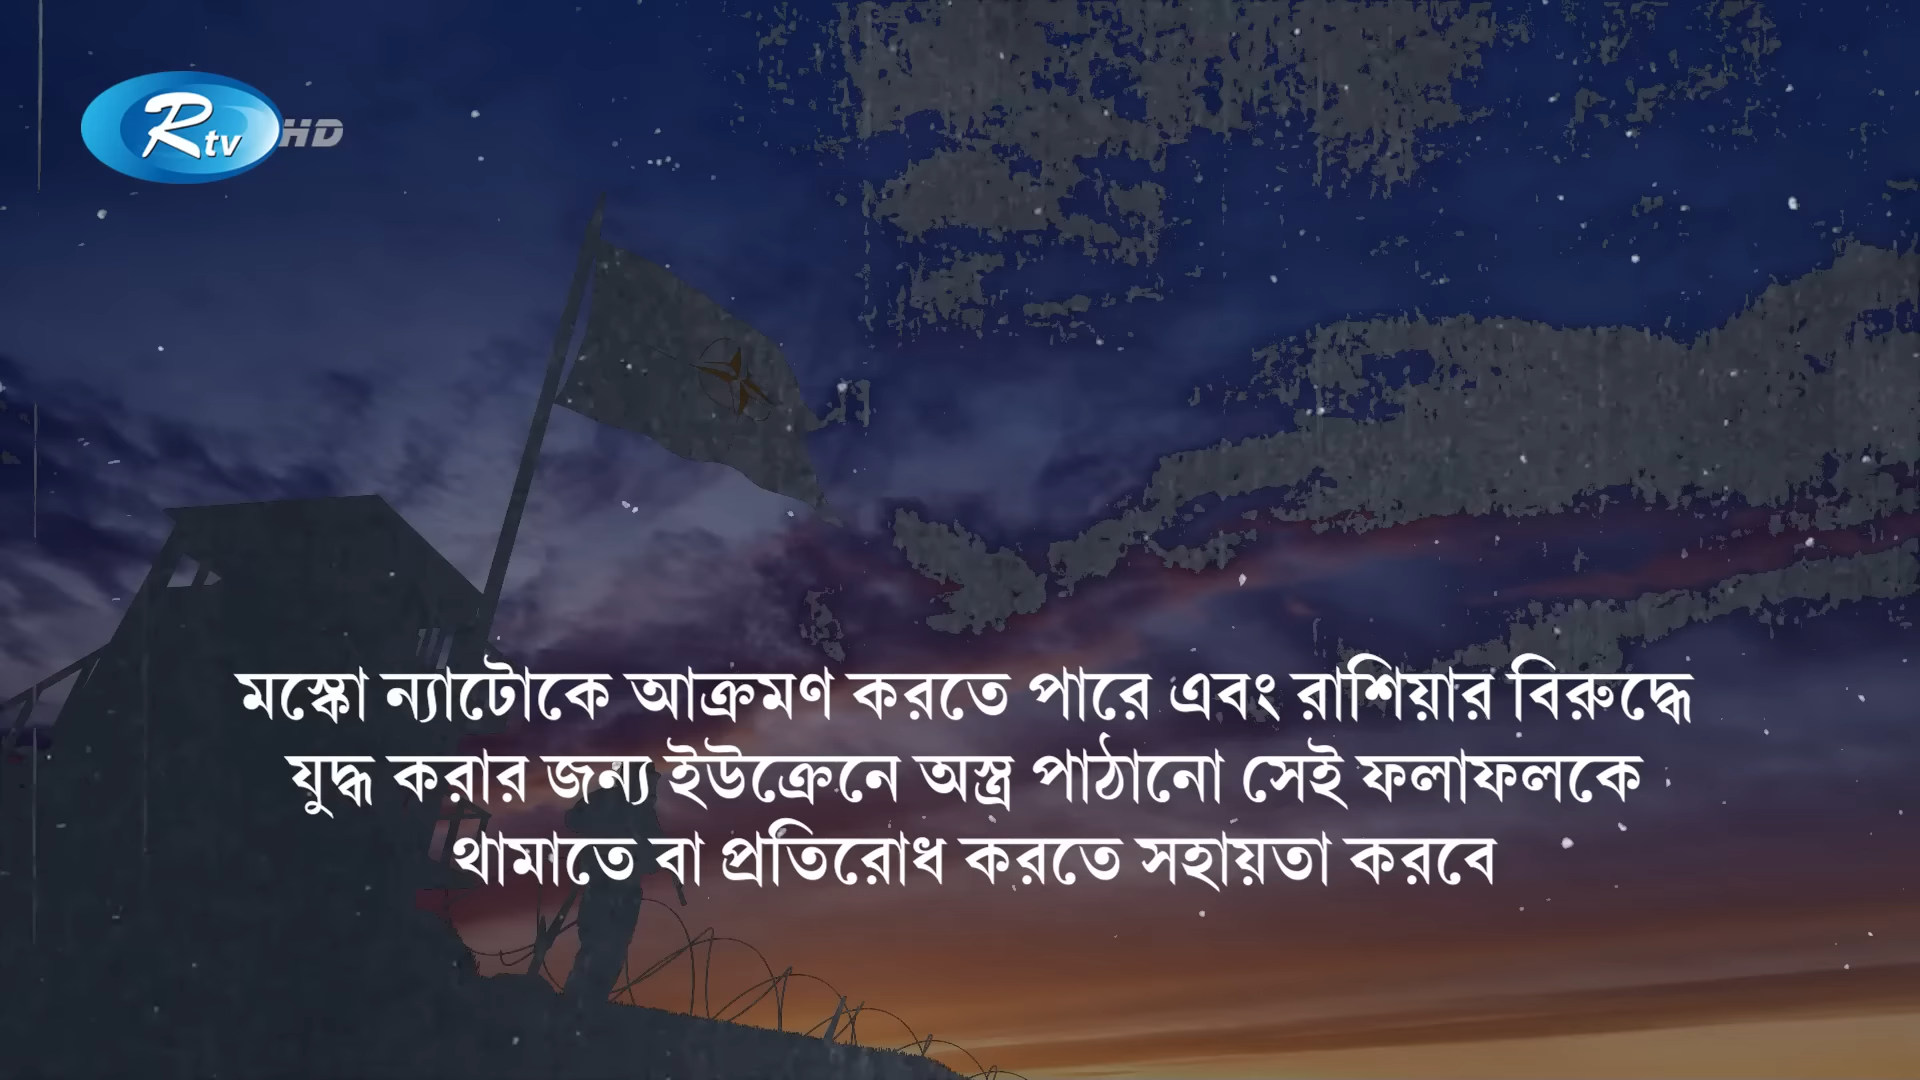 Rtv HD
মস্কো ন্যাটোকে আক্রমণ করতে পারে এবং রাশিয়ার বিরুদ্ধে
যুদ্ধ করার জন্য ইউক্রেনে অস্ত্র পাঠানো সেই ফলাফলকে
থামাতে বা প্রতিরোধ করতে সহায়তা করবে